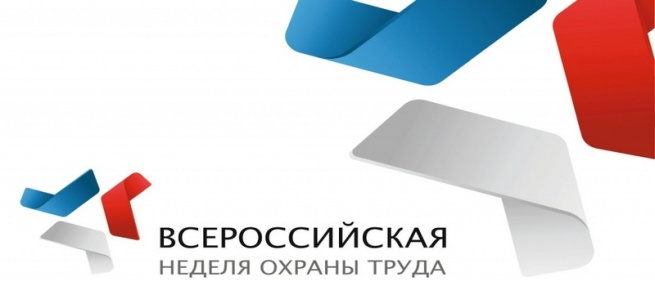 ВСЕРОССИЙСКАЯ
НЕДЕЛЯ ОХРАНЫ ТРУДА